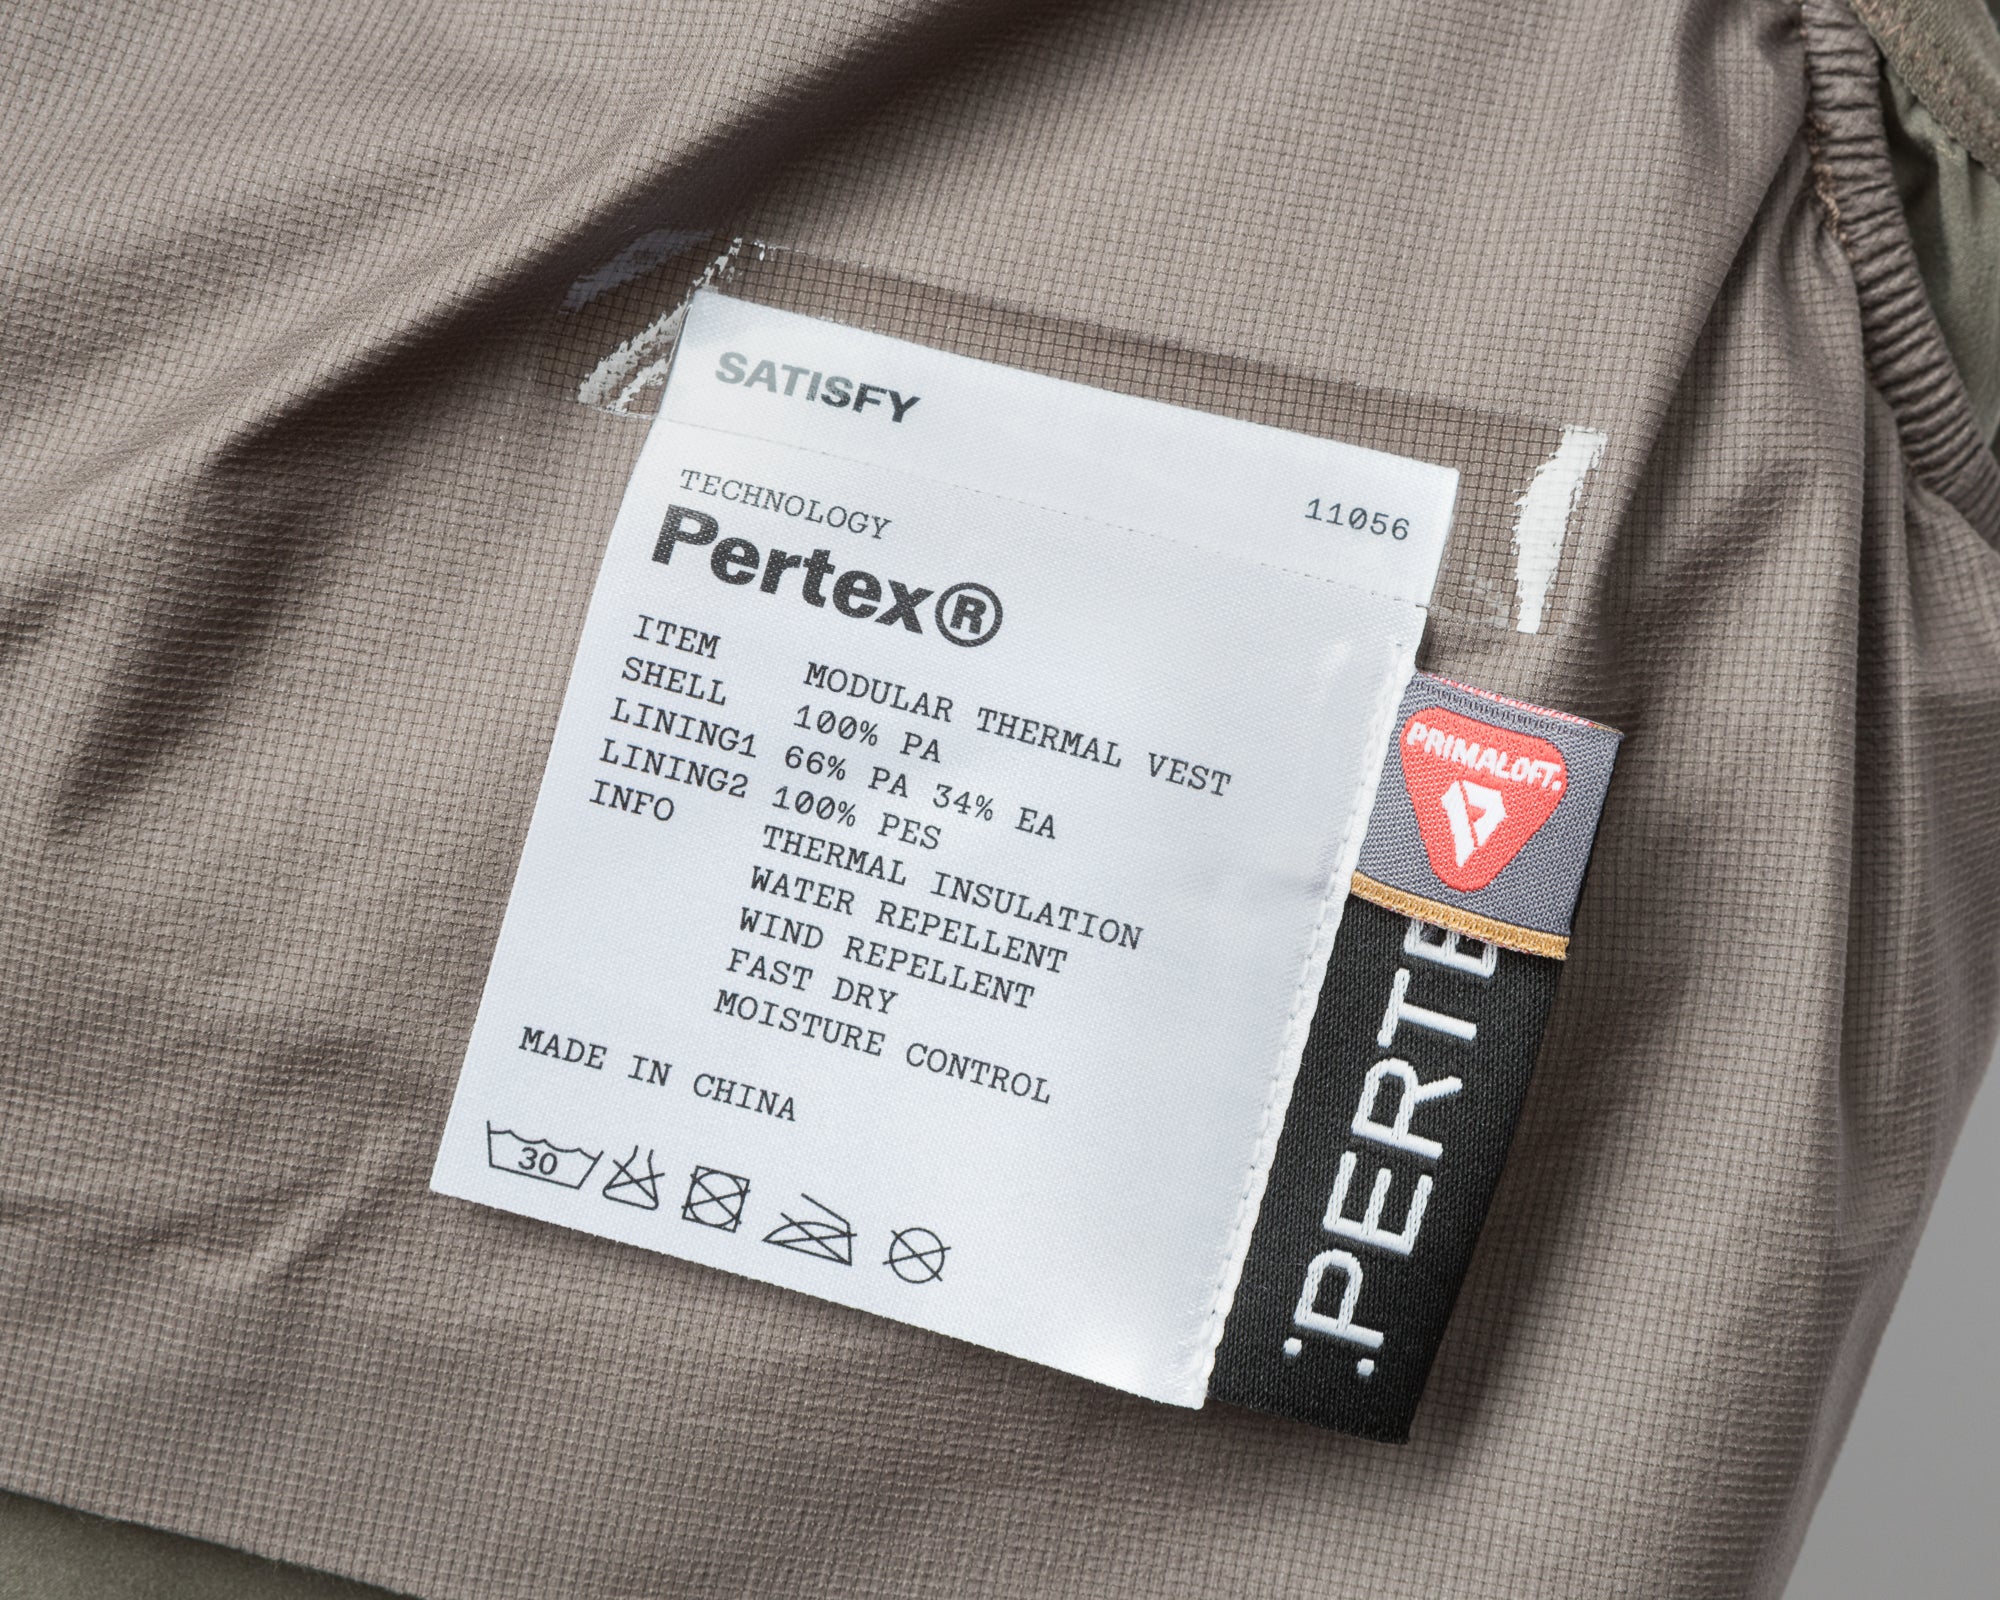 SATISFY
11056
TECHNOLOGY
Pertex®
ITEM MODULAR THERMAL VEST
SHELL 100% PA
LINING1 66% PA 34% EA
LINING2 100% PES
INFO THERMAL INSULATION
WATER REPELLENT
WIND REPELLENT
FAST DRY
MOISTURE CONTROL
MADE IN CHINA
30
PRIMALOFT.
:PERTE